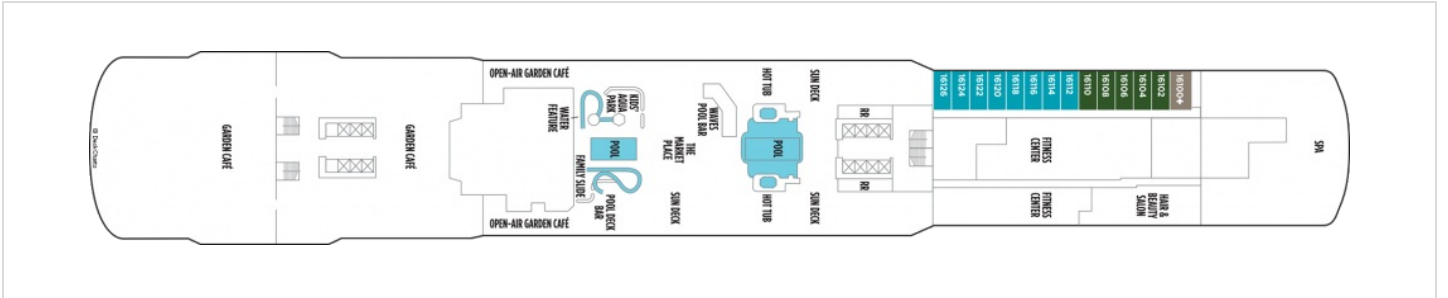 © Deck Chartz
GARDEN CAFÉ
GARDEN CAFÉ
OPEN-AIR GARDEN CAFÉ
OPEN-AIR GARDEN CAFÉ
WATER
FEATURE
KIDS'
AQUA
PARK
POOL
FAMILY SLIDE
POOL DECK
BAR
THE
MARKET
PLACE
SUN DECK
WAVES
POOL BAR
HOT TUB
POOL
HOT TUB
SUN DECK
SUN DECK
RR
RR
16126
16124
16122
16120
16118
16116
16114
16112
16110
16108
16106
16104
16102
16100+
FITNESS
CENTER
FITNESS
CENTER
HAIR &
BEAUTY
SALON
SPA